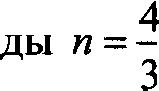 ды n = 4/3